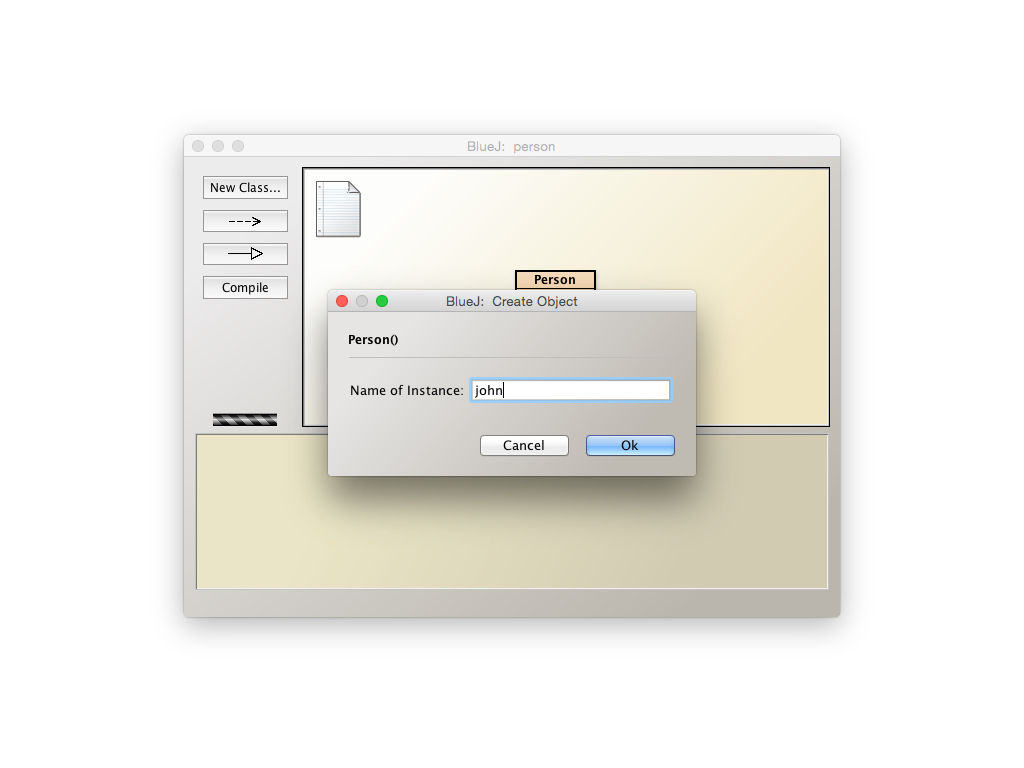 BlueJ:  person
New Class...
Compile
Person
BlueJ:  Create Object
Person()
Name of Instance: john
Cancel
Ok